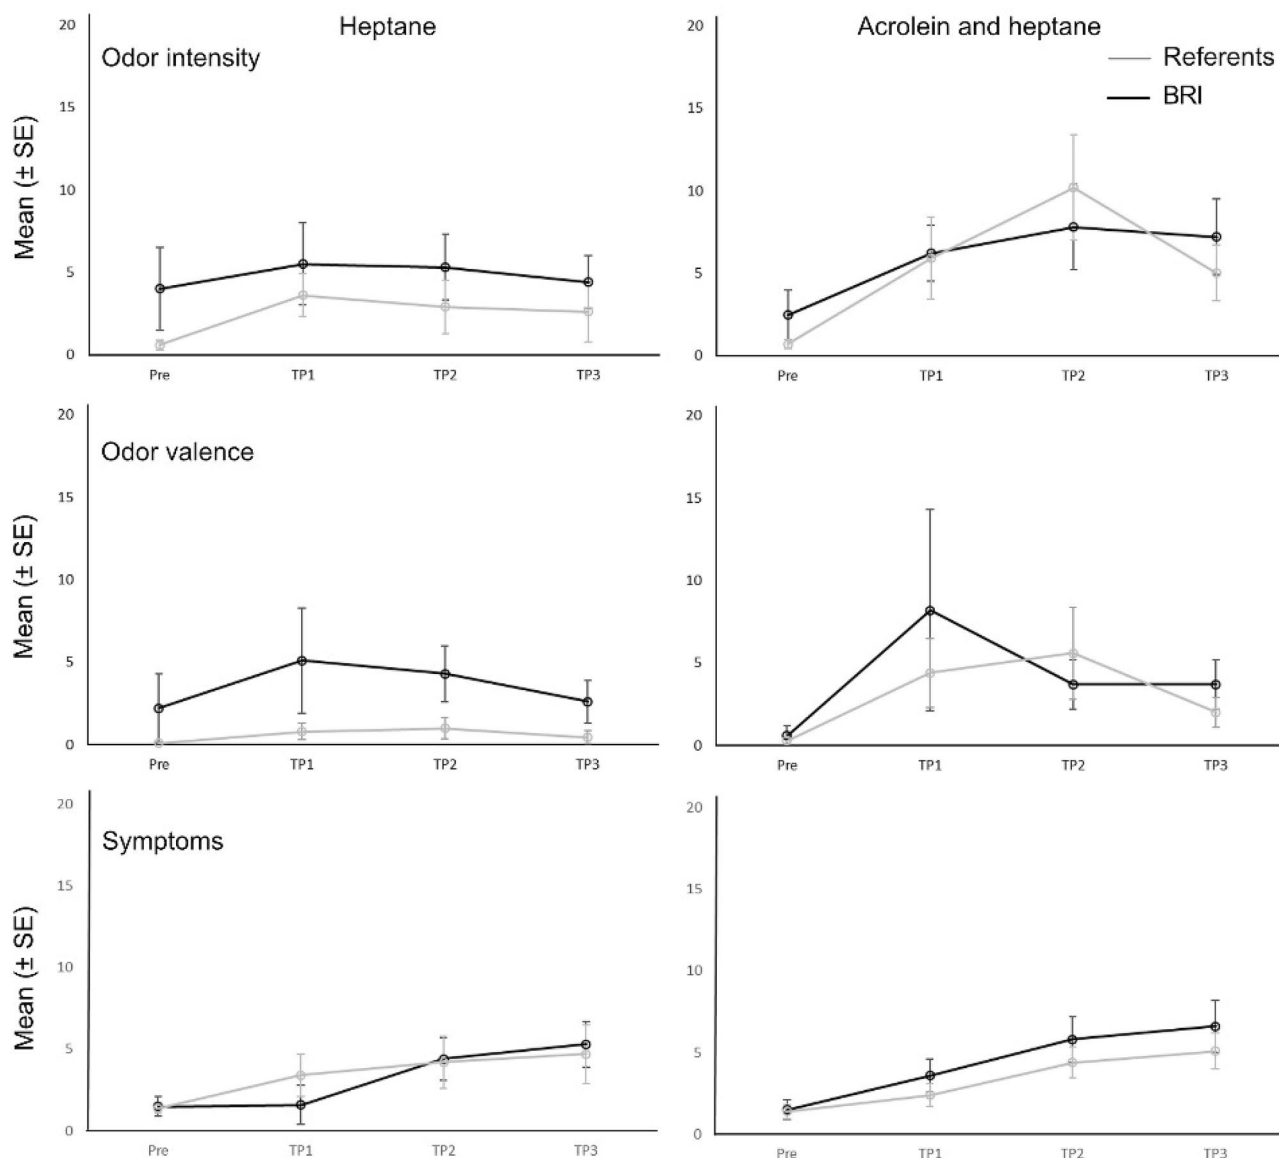 Heptane
Acrolein and heptane
Odor intensity
Referents
BRI
Mean (± SE)
20
15
10
5
0
Pre TP1 TP2 TP3
20
15
10
5
0
Pre TP1 TP2 TP3
Odor valence
Mean (± SE)
20
15
10
5
0
Pre TP1 TP2 TP3
20
15
10
5
0
Pre TP1 TP2 TP3
Symptoms
Mean (± SE)
20
15
10
5
0
Pre TP1 TP2 TP3
20
15
10
5
0
Pre TP1 TP2 TP3